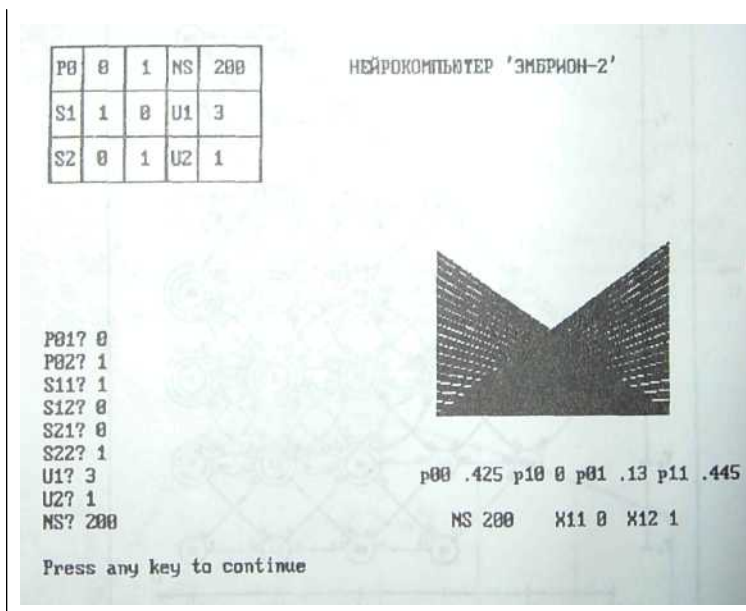 P0 0 1 NS 200
S1 1 0 U1 3
S2 0 1 U2 1
НЕЙРОКОМПЬЮТЕР 'ЭМБРИОН-2'
P01? 0
P02? 1
S11? 1
S12? 0
S21? 0
S22? 1
U1? 3
U2? 1
NS? 200
Press any key to continue
p00 .425 p10 0 p01 .13 p11 .445
NS 200 X11 0 X12 1